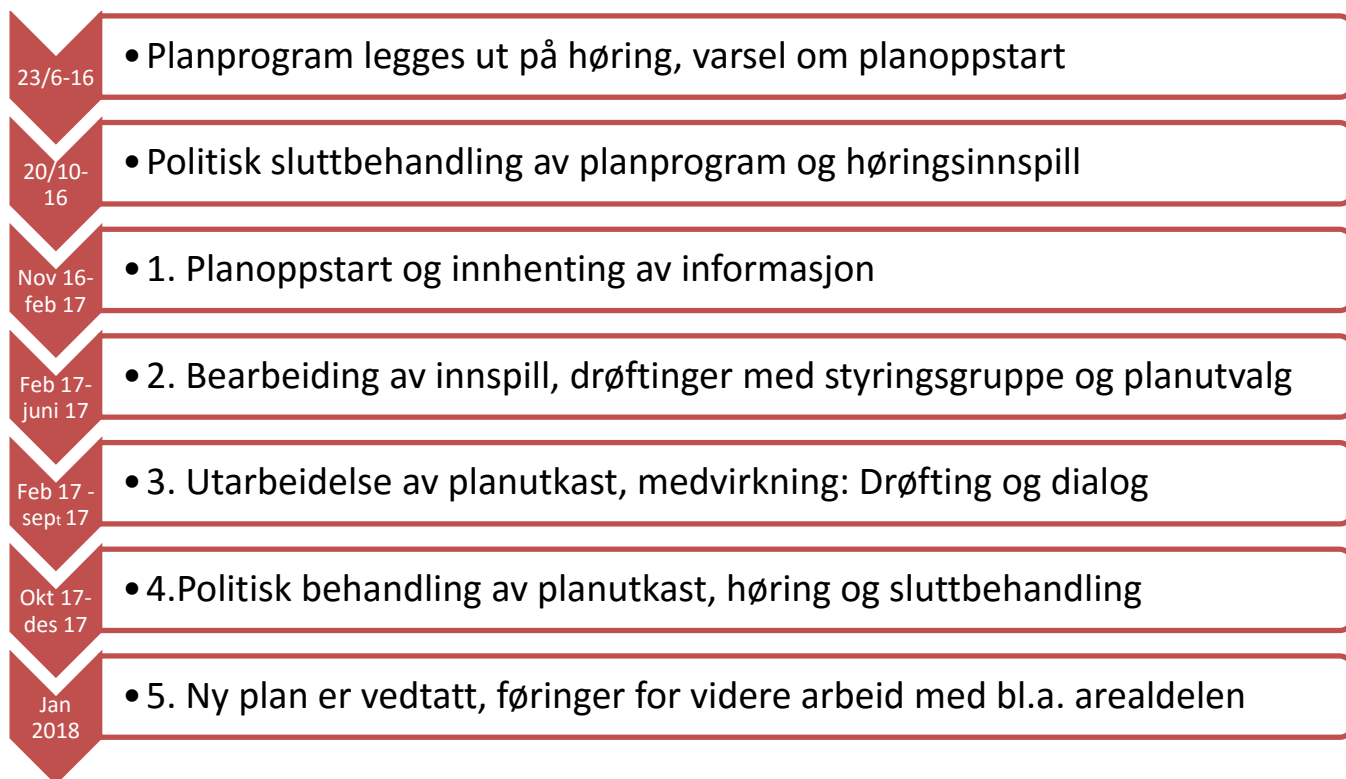 23/6-16
• Planprogram legges ut på høring, varsel om planoppstart
20/10-
16
• Politisk sluttbehandling av planprogram og høringsinnspill
Nov 16-
feb 17
• 1. Planoppstart og innhenting av informasjon
Feb 17-
juni 17
• 2. Bearbeiding av innspill, drøftinger med styringsgruppe og planutvalg
Feb 17 -
sept 17
• 3. Utarbeidelse av planutkast, medvirkning: Drøfting og dialog
Okt 17-
des 17
• 4.Politisk behandling av planutkast, høring og sluttbehandling
Jan
2018
• 5. Ny plan er vedtatt, føringer for videre arbeid med bl.a. arealdelen